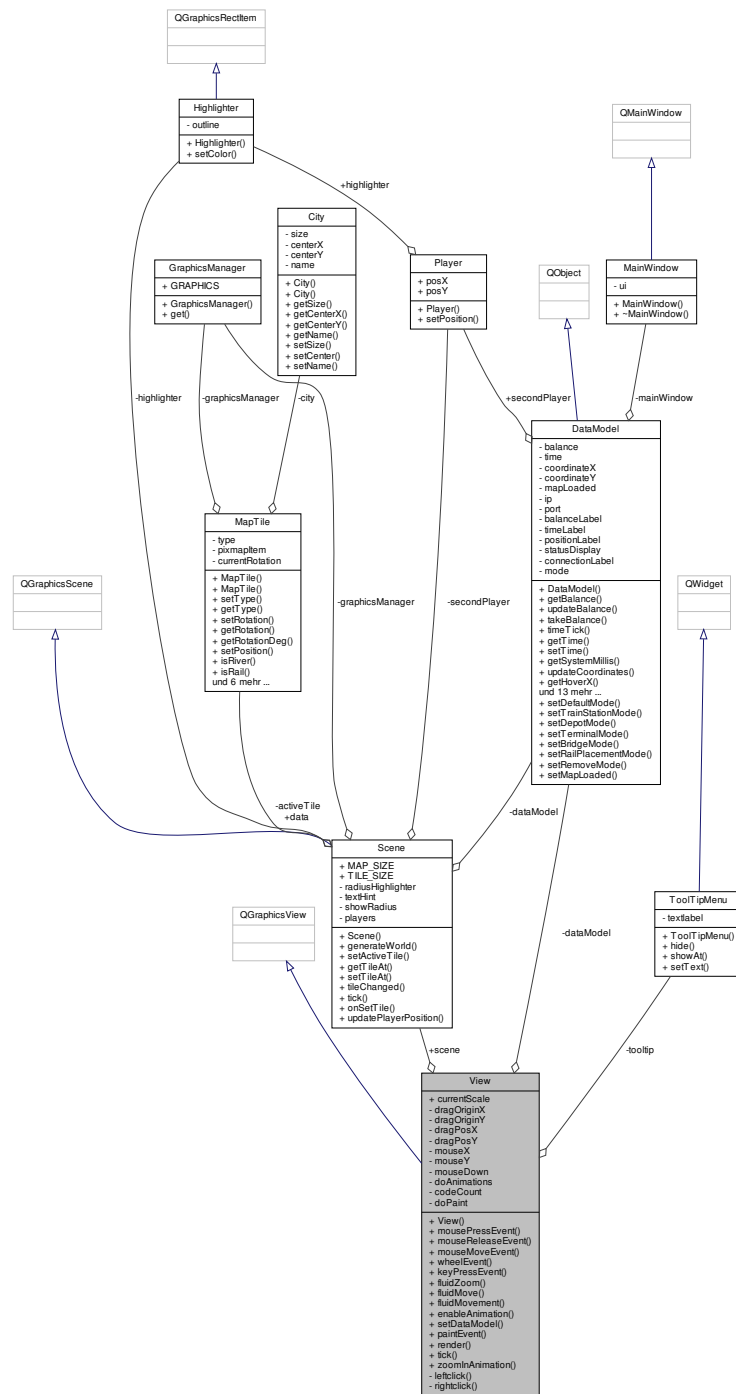 QGraphicsRectItem
Highlighter
- outline
+ Highlighter()
+ setColor()
QMainWindow
+highlighter
City
- size
- centerX
- centerY
- name
+ City()
+ City()
+ getSize()
+ getCenterX()
+ getCenterY()
+ getName()
+ setSize()
+ setCenter()
+ setName()
GraphicsManager
+ GRAPHICS
+ GraphicsManager()
+ get()
Player
+ posX
+ posY
+ Player()
+ setPosition()
QObject
MainWindow
- ui
+ MainWindow()
+ ~MainWindow()
-highlighter
-graphicsManager
-city
+secondPlayer
-mainWindow
DataModel
- balance
- time
- coordinateX
- coordinateY
- mapLoaded
- ip
- port
- balanceLabel
- timeLabel
- positionLabel
- statusDisplay
- connectionLabel
- mode
+ DataModel()
+ getBalance()
+ updateBalance()
+ takeBalance()
+ timeTick()
+ getTime()
+ setTime()
+ getSystemMillis()
+ updateCoordinates()
+ getHoverX()
und 13 mehr ...
+ setDefaultMode()
+ setTrainStationMode()
+ setDepotMode()
+ setTerminalMode()
+ setBridgeMode()
+ setRailPlacementMode()
+ setRemoveMode()
+ setMapLoaded()
MapTile
- type
- pixmapItem
- currentRotation
+ MapTile()
+ MapTile()
+ setType()
+ getType()
+ setRotation()
+ getRotation()
+ getRotationDeg()
+ setPosition()
+ isRiver()
+ isRail()
und 6 mehr ...
QGraphicsScene
-graphicsManager
-secondPlayer
QWidget
-activeTile
+data
-dataModel
Scene
+ MAP_SIZE
+ TILE_SIZE
- radiusHighlighter
- textHint
- showRadius
- players
+ Scene()
+ generateWorld()
+ setActiveTile()
+ getTileAt()
+ setTileAt()
+ tileChanged()
+ tick()
+ onSetTile()
+ updatePlayerPosition()
QGraphicsView
-dataModel
ToolTipMenu
- textlabel
+ ToolTipMenu()
+ hide()
+ showAt()
+ setText()
+scene
-tooltip
View
+ currentScale
- dragOriginX
- dragOriginY
- dragPosX
- dragPosY
- mouseX
- mouseY
- mouseDown
- doAnimations
- codeCount
- doPaint
+ View()
+ mousePressEvent()
+ mouseReleaseEvent()
+ mouseMoveEvent()
+ wheelEvent()
+ keyPressEvent()
+ fluidZoom()
+ fluidMove()
+ fluidMovement()
+ enableAnimation()
+ setDataModel()
+ paintEvent()
+ render()
+ tick()
+ zoomInAnimation()
- leftclick()
- rightclick()